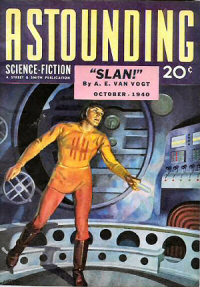 ASTOUNDING
SCIENCE-FICTION
A STREET & SMITH PUBLICATION
20¢
"SLAN!"
By A. E. VAN VOGT
OCTOBER · 1940